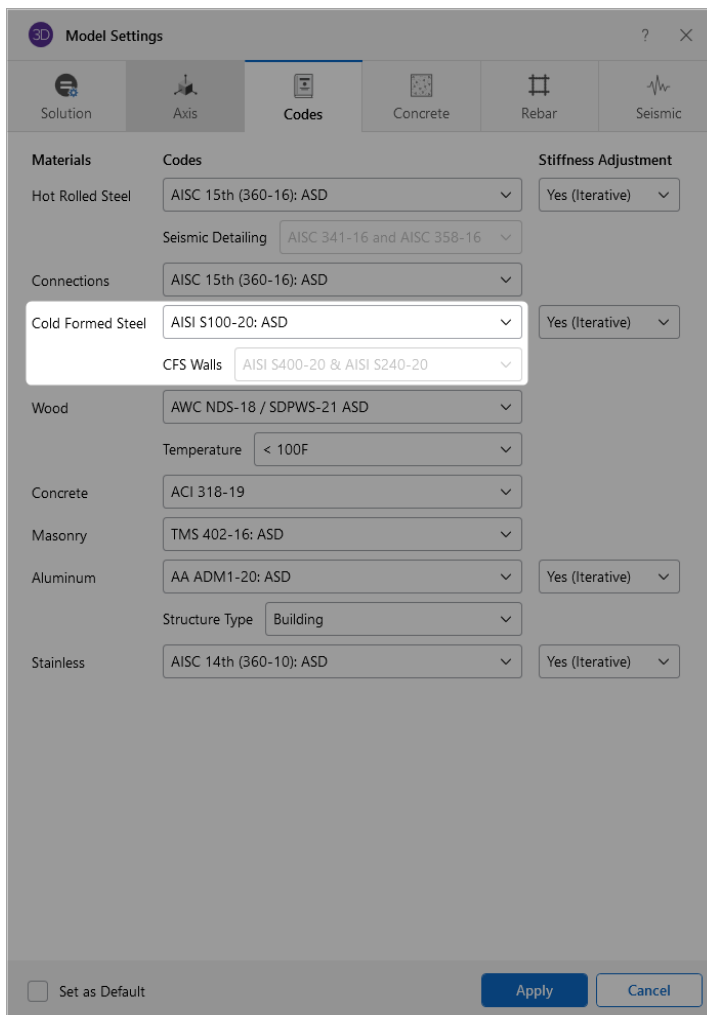 3D Model Settings ? ×
Solution Axis Codes Concrete Rebar Seismic
Materials Codes Stiffness Adjustment
Hot Rolled Steel AISC 15th (360-16): ASD Yes (Iterative)
Seismic Detailing AISC 341-16 and AISC 358-16
Connections AISC 15th (360-16): ASD
Cold Formed Steel AISI S100-20: ASD Yes (Iterative)
CFS Walls AISI S400-20 & AISI S240-20
Wood AWC NDS-18 / SDPWS-21 ASD
Temperature < 100F
Concrete ACI 318-19
Masonry TMS 402-16: ASD
Aluminum AA ADM1-20: ASD Yes (Iterative)
Structure Type Building
Stainless AISC 14th (360-10): ASD Yes (Iterative)
Set as Default Apply Cancel